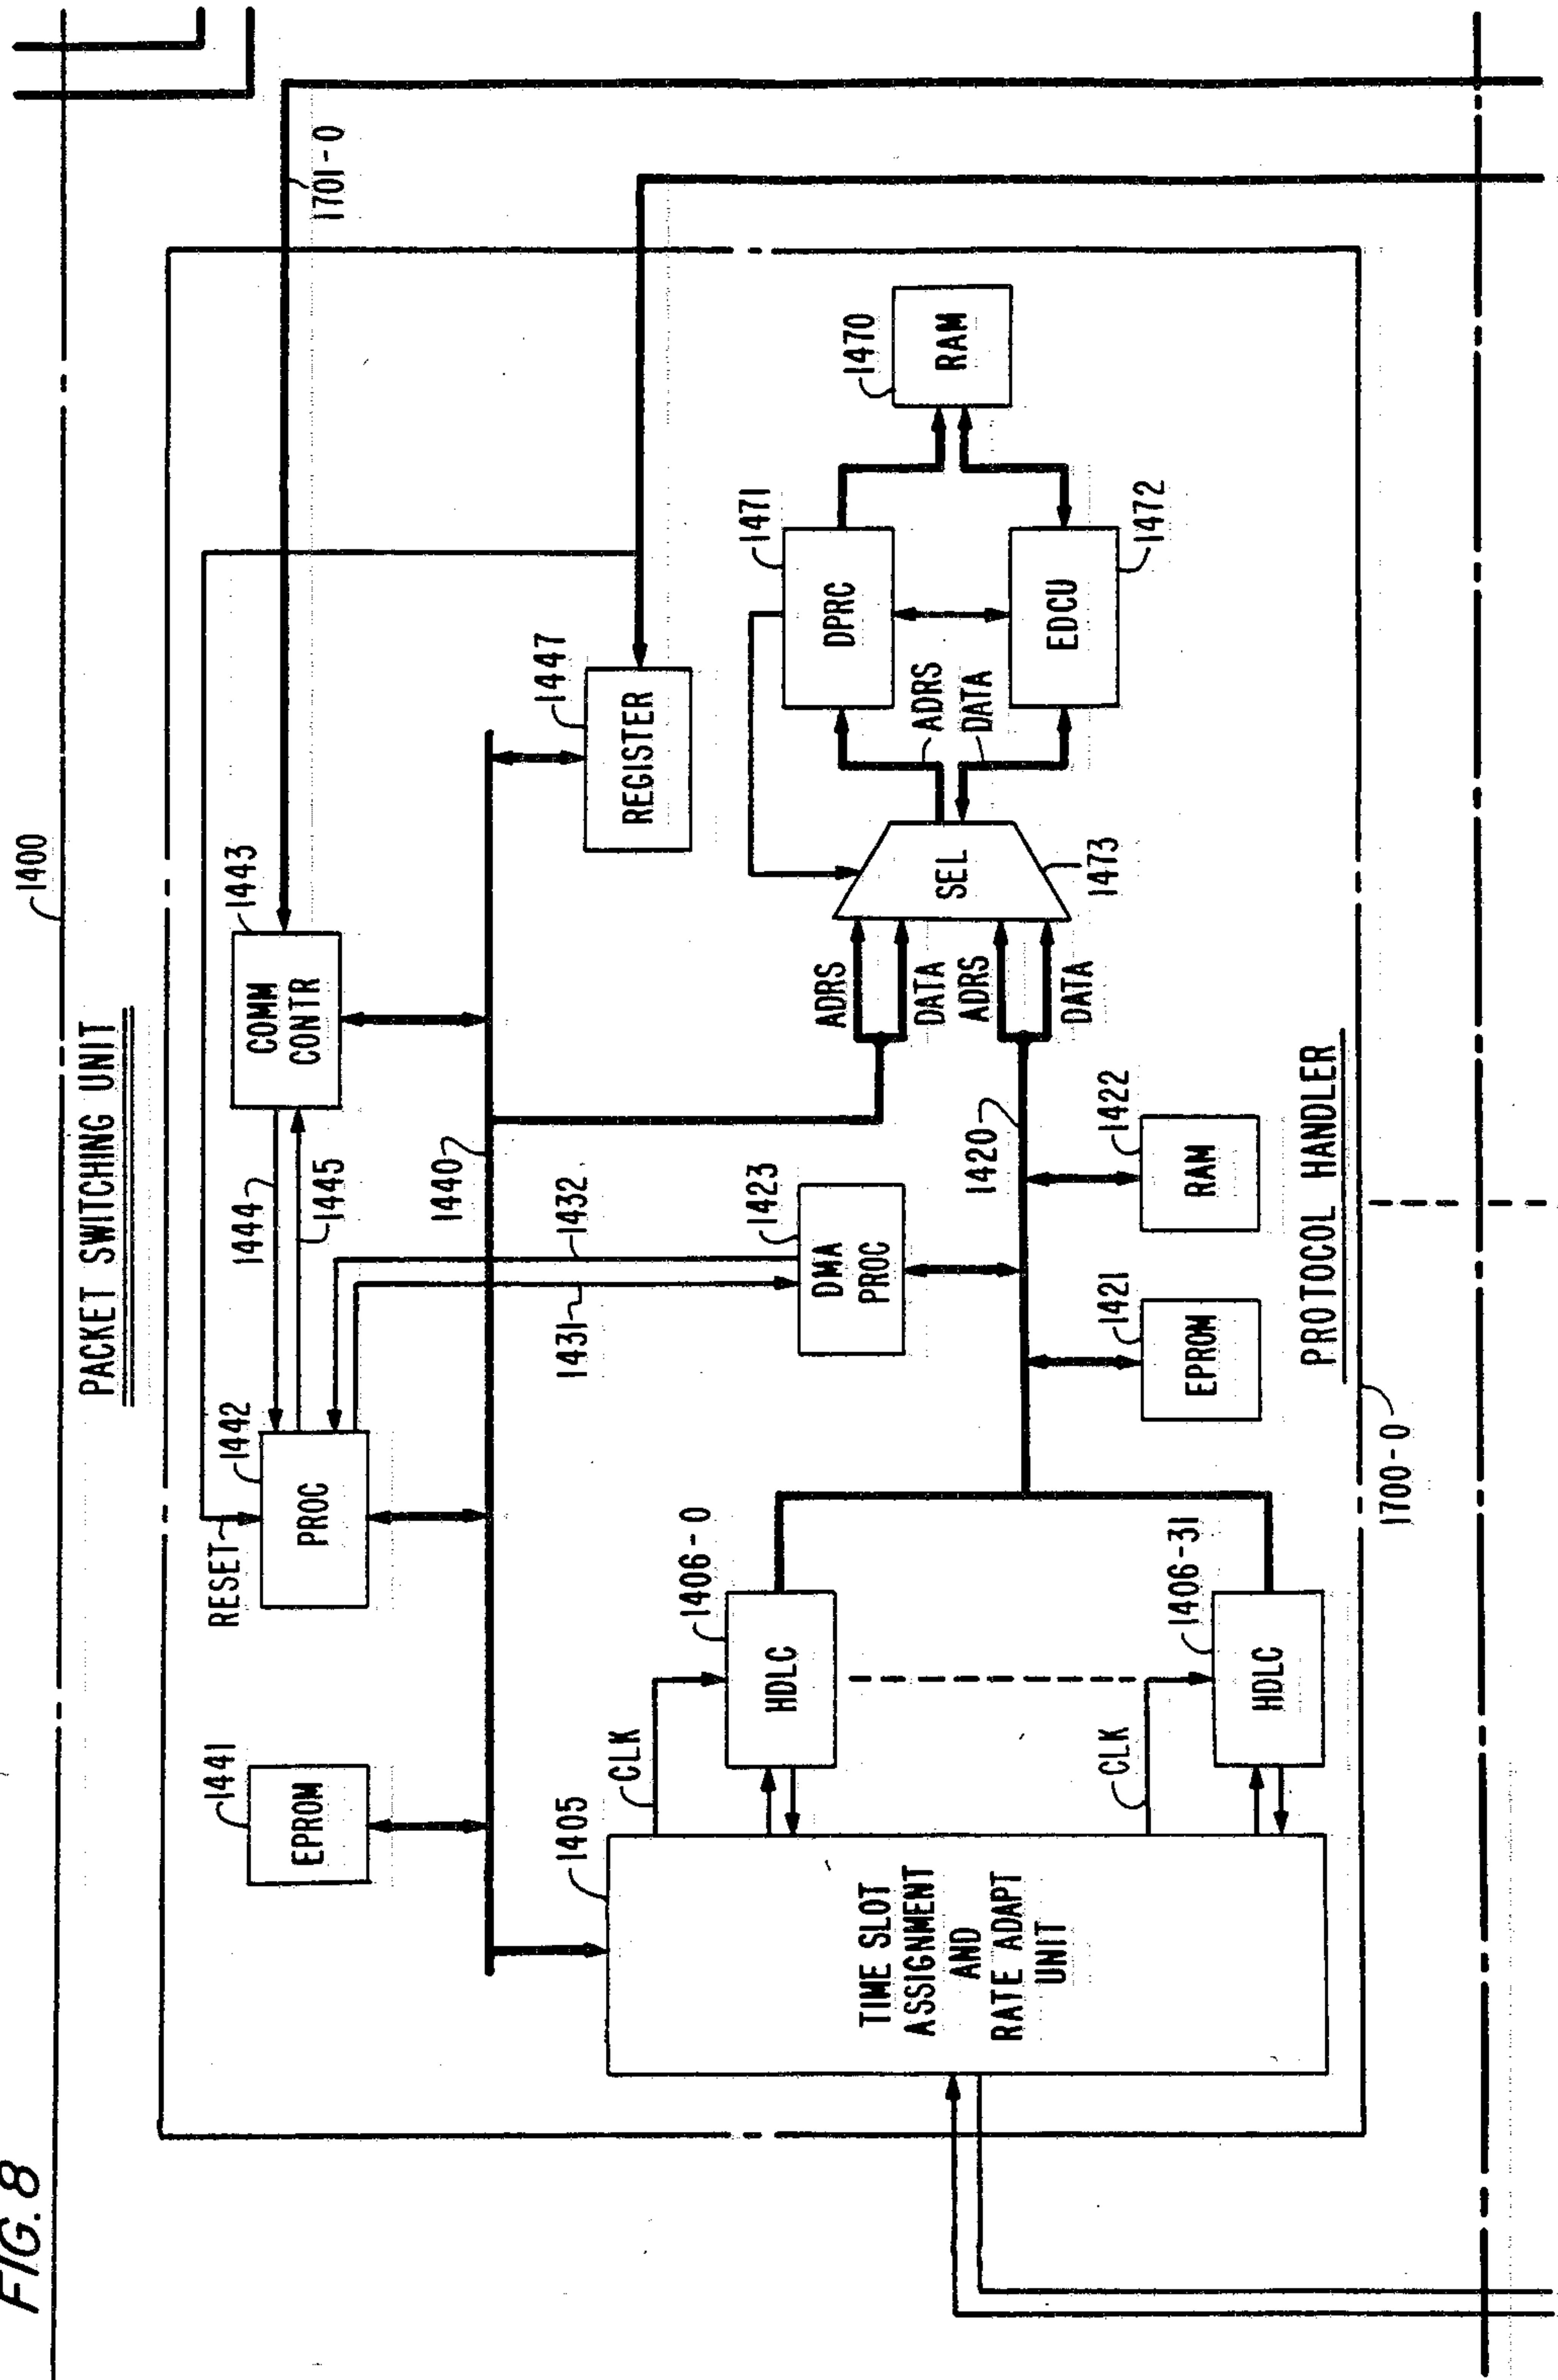 FIG. 8
1400
PACKET SWITCHING UNIT
1701-0
1441
EPROM
RESET
1442
PROC
1444
1445
1443
COMM
CONTR
1440
1447
REGISTER
1431
1432
1405
TIME SLOT
ASSIGNMENT
AND
RATE ADAPT
UNIT
CLK
1406-0
HDLC
CLK
1406-31
HDLC
1423
DMA
PROC
1420
1421
EPROM
1422
RAM
ADRS
DATA
ADRS
DATA
SEL
1473
ADRS
DATA
1471
DPRC
EDCU
1472
1470
RAM
PROTOCOL HANDLER
1700-0